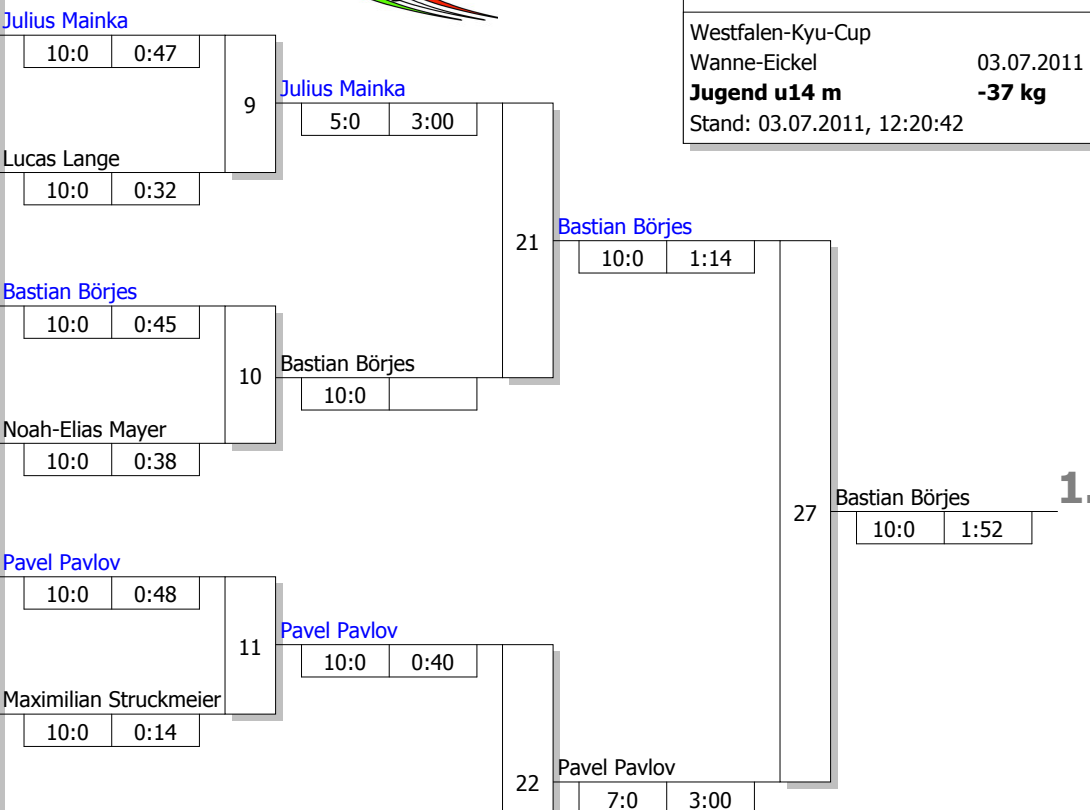 Westfalen-Kyu-Cup
Wanne-Eickel 03.07.2011
Jugend u14 m -37 kg
Stand: 03.07.2011, 12:20:42
Julius Mainka
10:0 0:47
9
Julius Mainka
5:0 3:00
Lucas Lange
10:0 0:32
21
Bastian Börjes
10:0 1:14
Bastian Börjes
10:0 0:45
10
Bastian Börjes
10:0
Noah-Elias Mayer
10:0 0:38
27
Bastian Börjes
10:0 1:52
1.
Pavel Pavlov
10:0 0:48
11
Pavel Pavlov
10:0 0:40
Maximilian Struckmeier
10:0 0:14
22
Pavel Pavlov
7:0 3:00